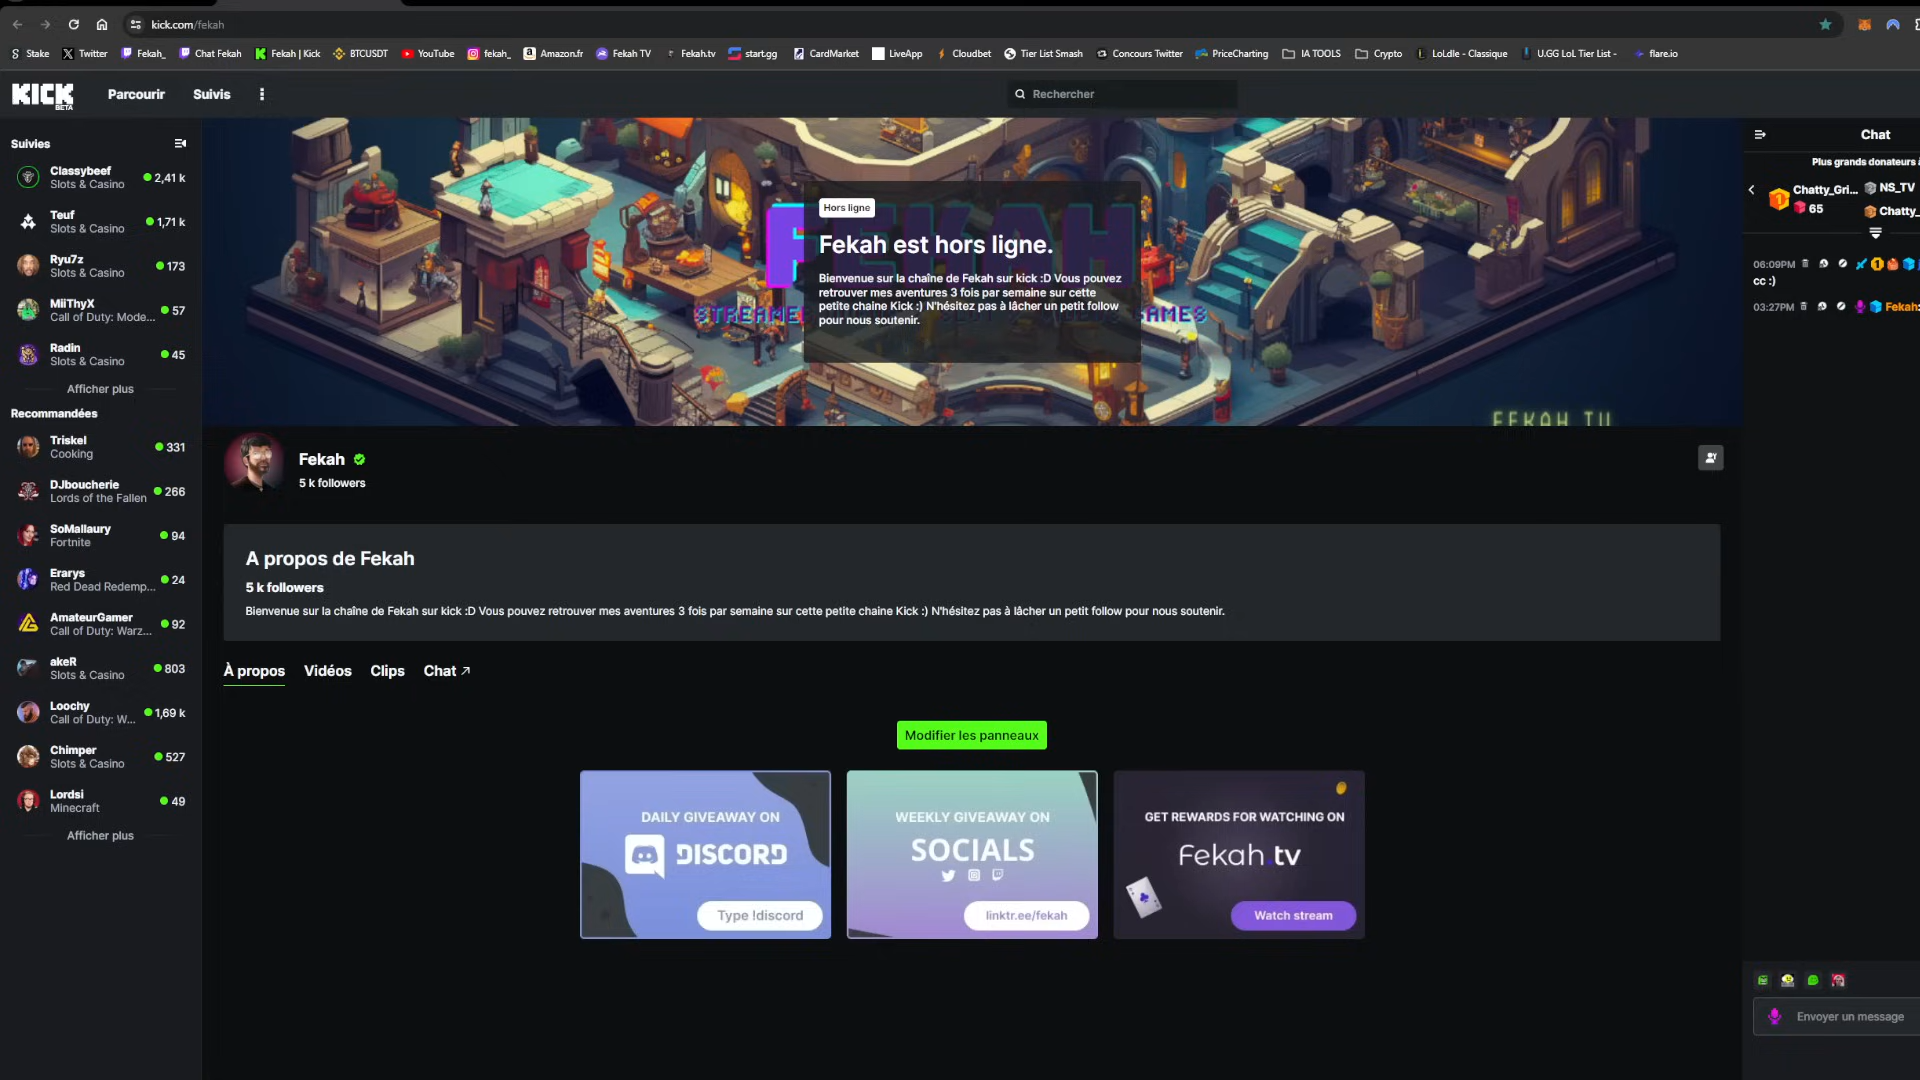 kick.com/fekah
Stake
Twitter
Fekah_
Chat Fekah
Fekah | Kick
BTCUSDT
YouTube
fekah_
Amazon.fr
Fekah TV
Fekah.tv
start.gg
CardMarket
LiveApp
Cloudbet
Tier List Smash
Concours Twitter
PriceCharting
IA TOOLS
Crypto
LoLdle - Classique
U.GG LoL Tier List -
flare.io
KICK
BETA
Parcourir
Suivis
Rechercher
Suivies
Classybeef
Slots & Casino
2,41 k
Teuf
Slots & Casino
1,71 k
Ryu7z
Slots & Casino
173
MiiThyX
Call of Duty: Mode...
57
Radin
Slots & Casino
45
Afficher plus
Recommandées
Triskel
Cooking
331
DJboucherie
Lords of the Fallen
266
SoMallaury
Fortnite
94
Erarys
Red Dead Redemp...
24
AmateurGamer
Call of Duty: Warz...
92
akeR
Slots & Casino
803
Loochy
Call of Duty: W...
1,69 k
Chimper
Slots & Casino
527
Lordsi
Minecraft
49
Afficher plus
FEKAH
Hors ligne
Fekah est hors ligne.
Bienvenue sur la chaîne de Fekah sur kick :D Vous pouvez
retrouver mes aventures 3 fois par semaine sur cette
petite chaine Kick :) N'hésitez pas à lâcher un petit follow
pour nous soutenir.
FEKAH TV
Fekah
5 k followers
A propos de Fekah
5 k followers
Bienvenue sur la chaîne de Fekah sur kick :D Vous pouvez retrouver mes aventures 3 fois par semaine sur cette petite chaine Kick :) N'hésitez pas à lâcher un petit follow pour nous soutenir.
À propos
Vidéos
Clips
Chat
Modifier les panneaux
DAILY GIVEAWAY ON
DISCORD
Type !discord
WEEKLY GIVEAWAY ON
SOCIALS
linktr.ee/fekah
GET REWARDS FOR WATCHING ON
Fekah.tv
Watch stream
Chat
Plus grands donateurs
Chatty_Gri...
65
NS_TV
Chatty_
06:09PM
cc :)
03:27PM
Fekah:
Envoyer un message